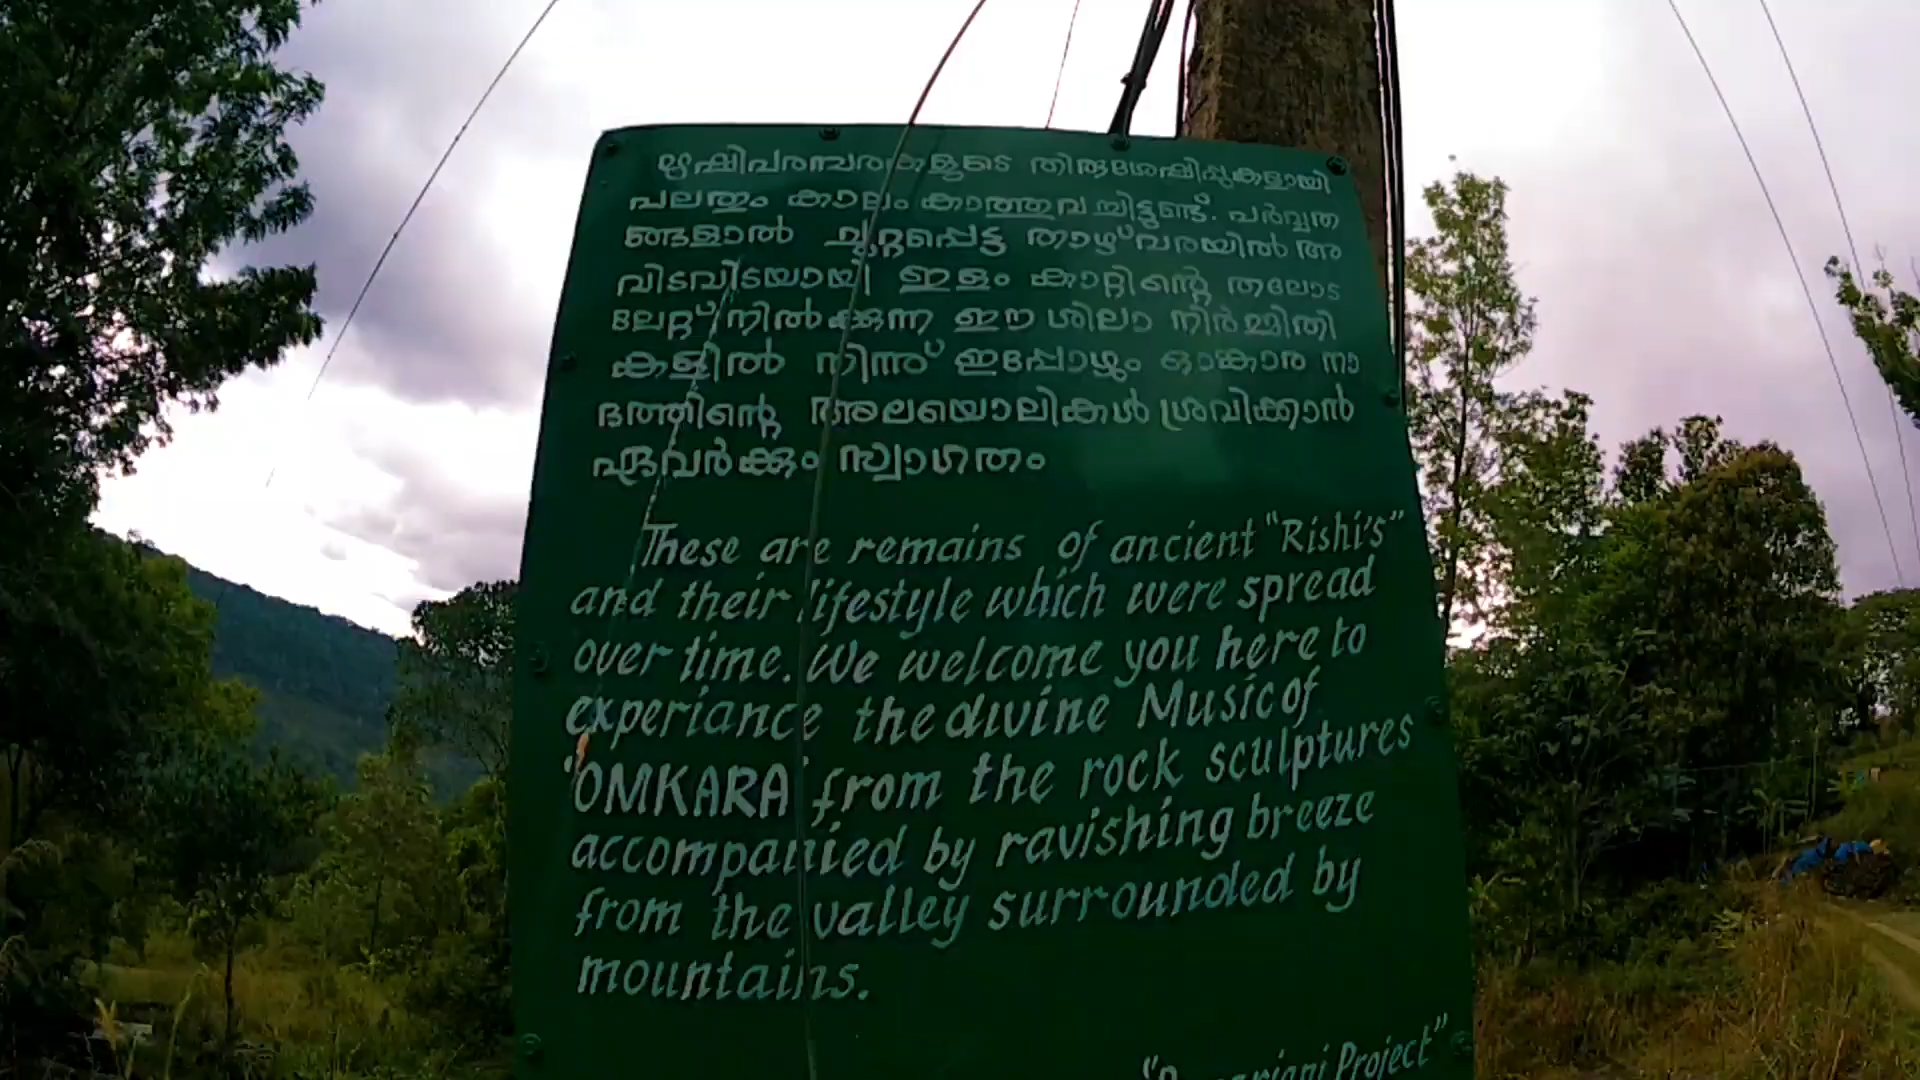 ഋഷിപരമ്പരകളുടെ തിരുശേഷിപ്പുകളായി
പലതും കാലം കാത്തുവച്ചിട്ടുണ്ട്. പർവ്വത
ങ്ങളാൽ ചുറ്റപ്പെട്ട താഴ്‌വരയിൽ അ
വിടവിടയായി ഇളം കാറ്റിന്റെ തലോട
ലേറ്റ് നിൽക്കുന്ന ഈ ശിലാ നിർമ്മിതി
കളിൽ നിന്ന് ഇപ്പോഴും ഓങ്കാര നാ
ദത്തിന്റെ അലയൊലികൾ ശ്രവിക്കാൻ
ഏവർക്കും സ്വാഗതം
These are remains of ancient "Rishi's"
and their lifestyle which were spread
over time. We welcome you here to
experiance the divine Music of
"OMKARA" from the rock sculptures
accompanied by ravishing breeze
from the valley surrounded by
mountains.
Project"